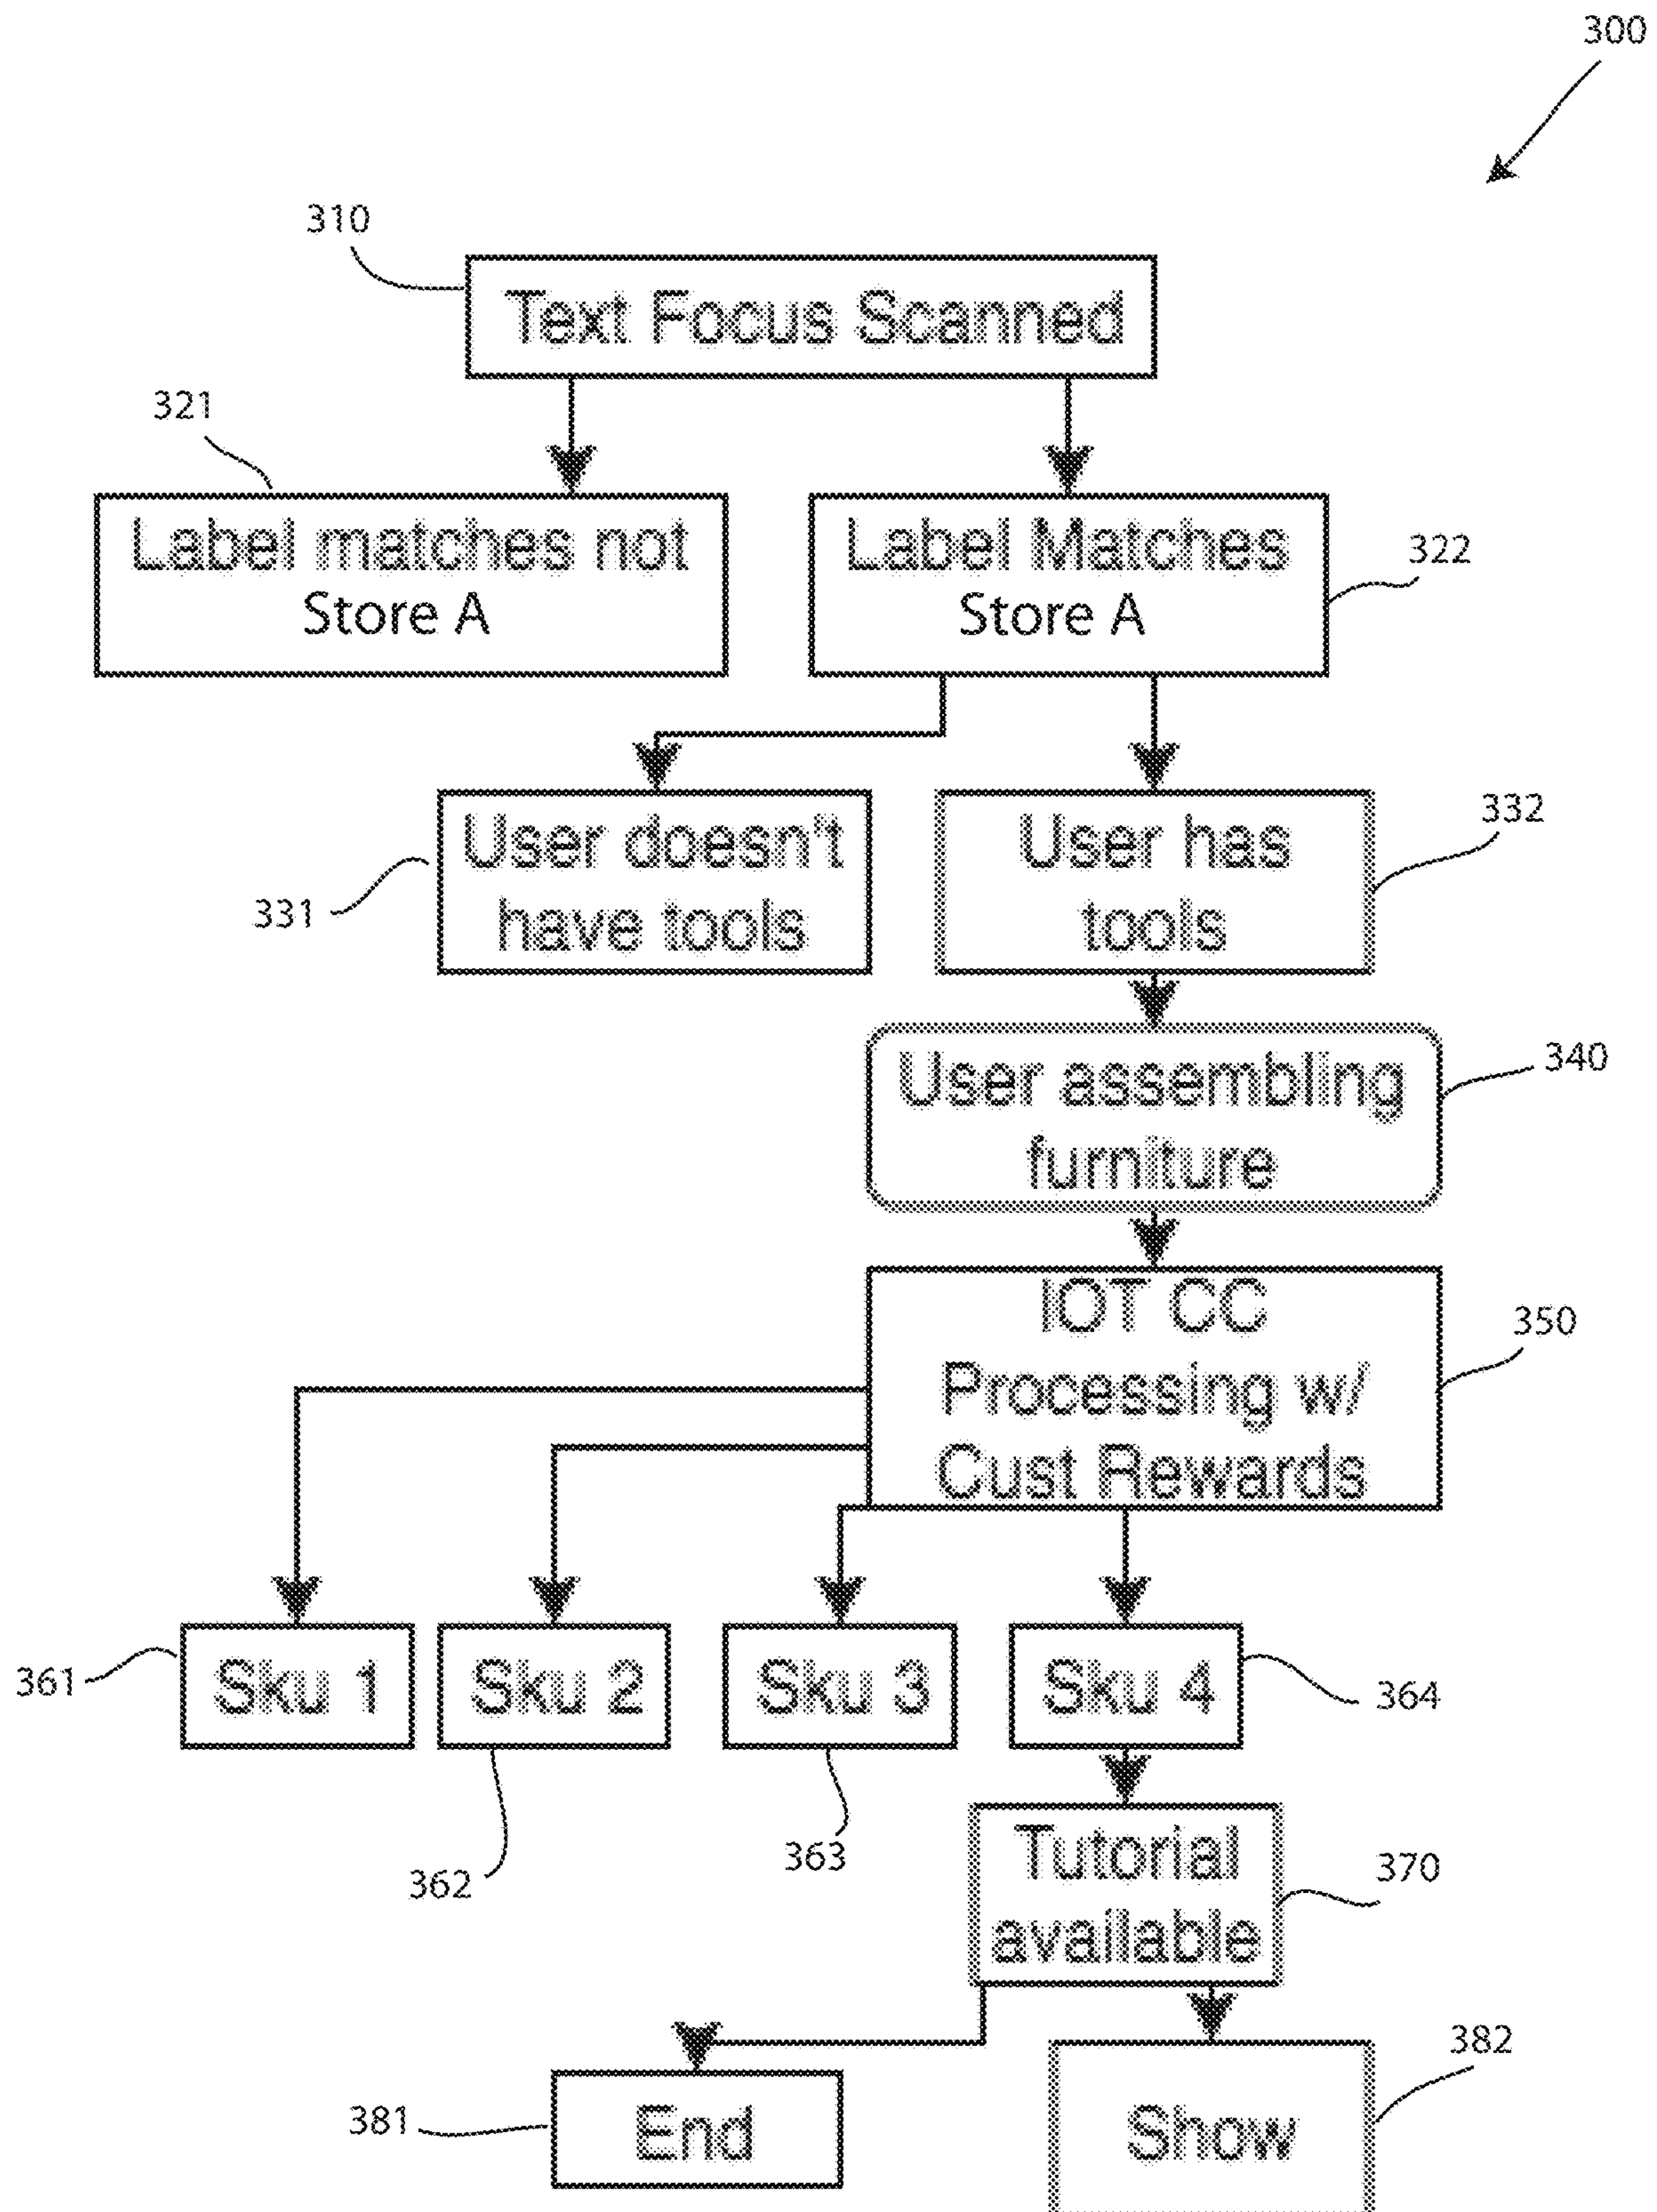 300
310
Text Focus Scanned
321
Label matches not
Store A
Label Matches
Store A
322
User doesn't
have tools
331
User has
tools
332
User assembling
furniture
340
IOT CC
Processing w/
Cust Rewards
350
361
Sku 1
Sku 2
Sku 3
Sku 4
364
362
363
Tutorial
available
370
381
End
Show
382